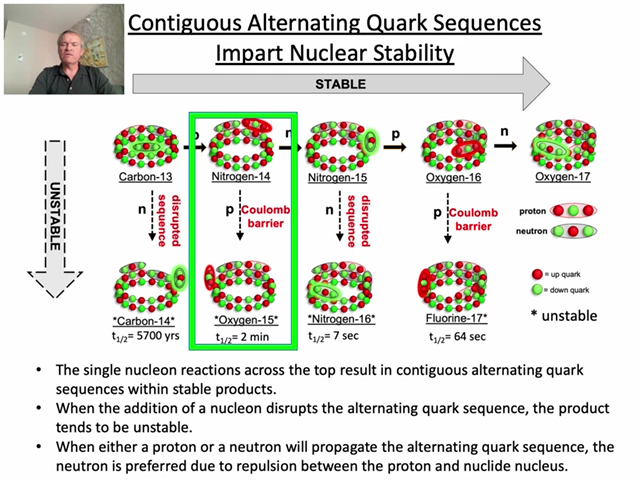 Contiguous Alternating Quark Sequences
Impart Nuclear Stability
STABLE
UNSTABLE
p
n
p
n
Carbon-13
Nitrogen-14
Nitrogen-15
Oxygen-16
Oxygen-17
n
disrupted
sequence
p
Coulomb
barrier
n
disrupted
sequence
p
Coulomb
barrier
proton
neutron
= up quark
= down quark
* unstable
*Carbon-14*
*Oxygen-15*
*Nitrogen-16*
Fluorine-17*
t1/2= 5700 yrs
t1/2= 2 min
t1/2= 7 sec
t1/2= 64 sec
• The single nucleon reactions across the top result in contiguous alternating quark
sequences within stable products.
• When the addition of a nucleon disrupts the alternating quark sequence, the product
tends to be unstable.
• When either a proton or a neutron will propagate the alternating quark sequence, the
neutron is preferred due to repulsion between the proton and nuclide nucleus.